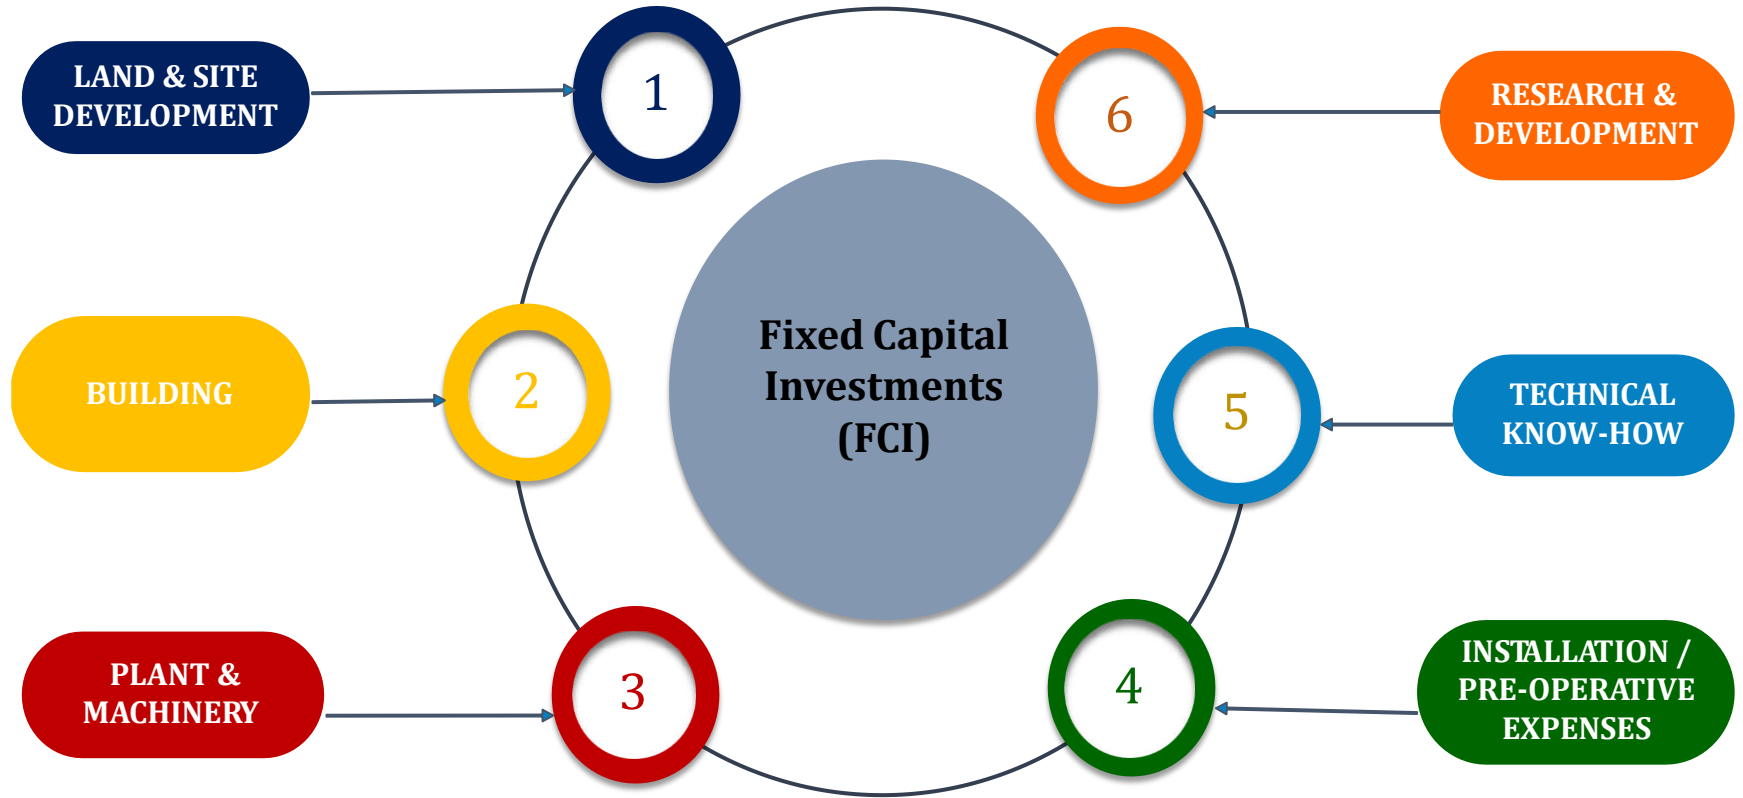 LAND & SITE
DEVELOPMENT
1
BUILDING
2
PLANT &
MACHINERY
3
Fixed Capital
Investments
(FCI)
INSTALLATION /
PRE-OPERATIVE
EXPENSES
4
TECHNICAL
KNOW-HOW
5
RESEARCH &
DEVELOPMENT
6